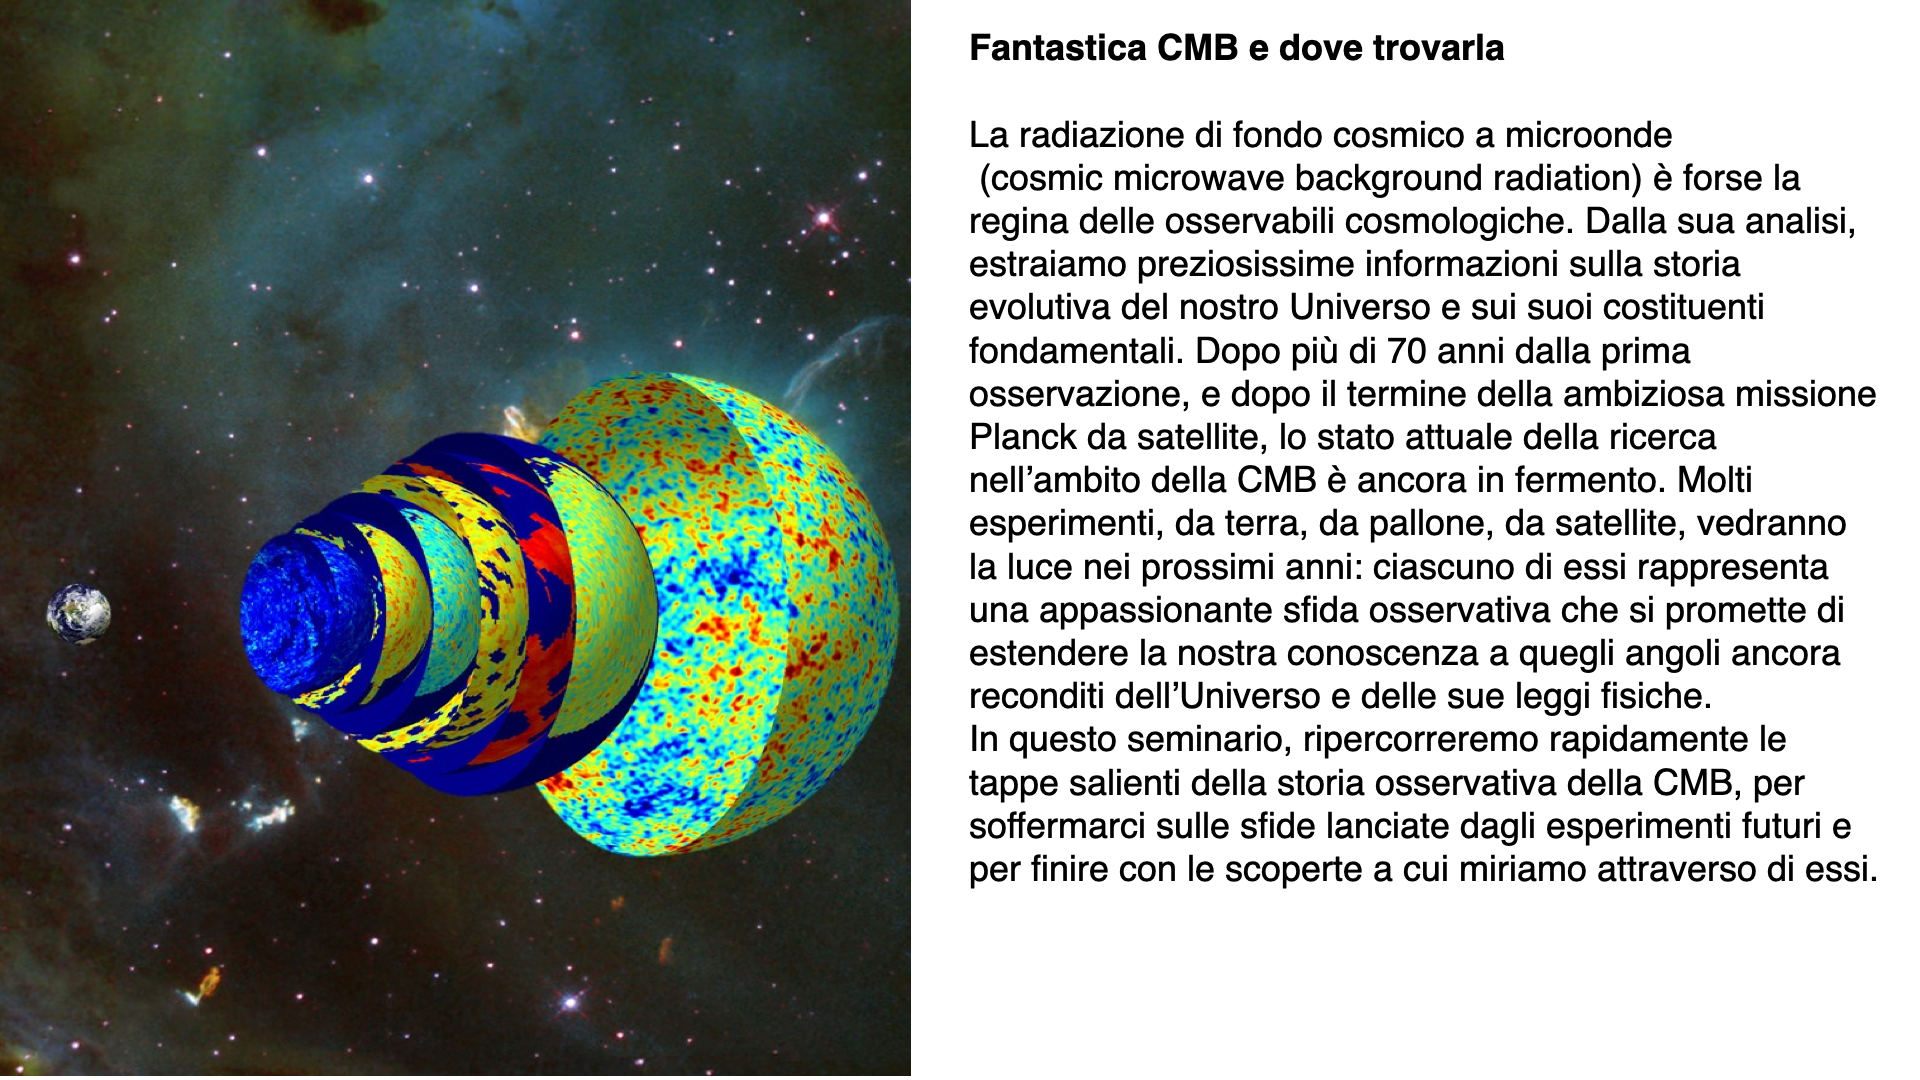 Fantastica CMB e dove trovarla
La radiazione di fondo cosmico a microonde
(cosmic microwave background radiation) è forse la
regina delle osservabili cosmologiche. Dalla sua analisi,
estraiamo preziosissime informazioni sulla storia
evolutiva del nostro Universo e sui suoi costituenti
fondamentali. Dopo più di 70 anni dalla prima
osservazione, e dopo il termine della ambiziosa missione
Planck da satellite, lo stato attuale della ricerca
nell’ambito della CMB è ancora in fermento. Molti
esperimenti, da terra, da pallone, da satellite, vedranno
la luce nei prossimi anni: ciascuno di essi rappresenta
una appassionante sfida osservativa che si promette di
estendere la nostra conoscenza a quegli angoli ancora
reconditi dell’Universo e delle sue leggi fisiche.
In questo seminario, ripercorreremo rapidamente le
tappe salienti della storia osservativa della CMB, per
soffermarci sulle sfide lanciate dagli esperimenti futuri e
per finire con le scoperte a cui miriamo attraverso di essi.